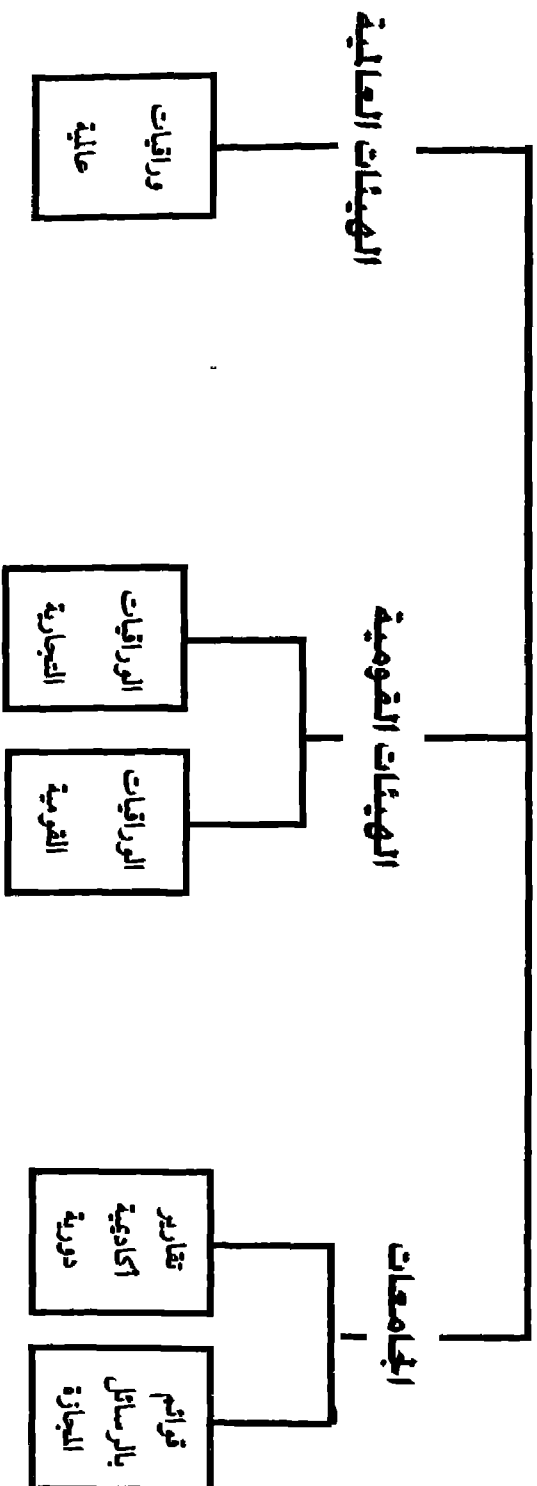 الجامعات
الهيئات القومية
الهيئات العالمية
قوائم
بالرسائل
المجازة
تقارير
أكاديمية
دورية
الوراقيات
القومية
الوراقيات
التجارية
وراقيات
عالمية